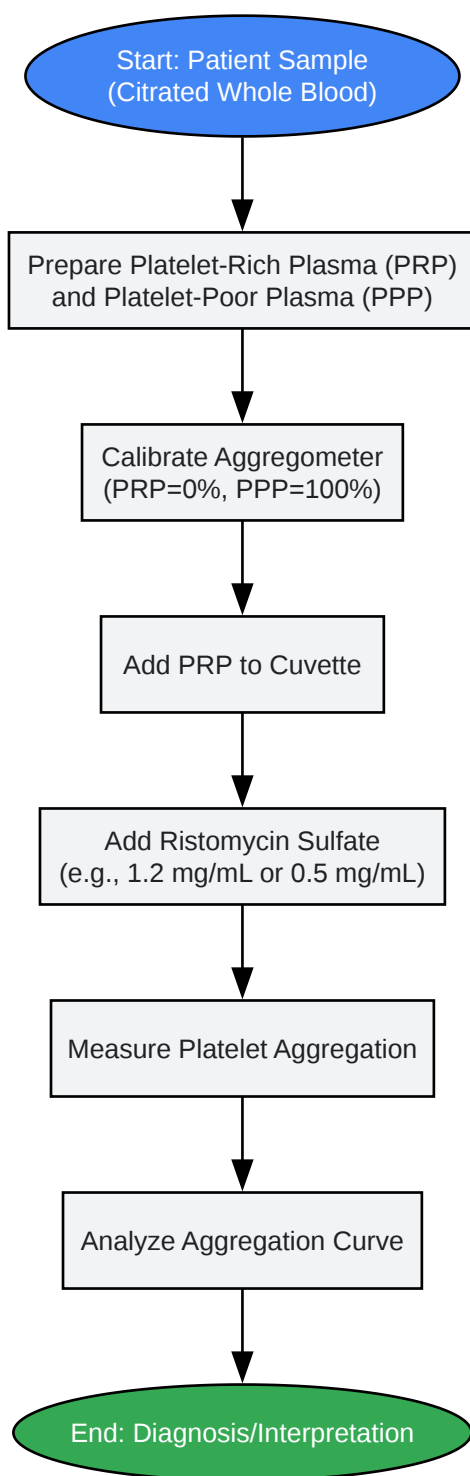 Start: Patient Sample
(Citrated Whole Blood)
Prepare Platelet-Rich Plasma (PRP)
and Platelet-Poor Plasma (PPP)
Calibrate Aggregometer
(PRP=0%, PPP=100%)
Add PRP to Cuvette
Add Ristomycin Sulfate
(e.g., 1.2 mg/mL or 0.5 mg/mL)
Measure Platelet Aggregation
Analyze Aggregation Curve
End: Diagnosis/Interpretation